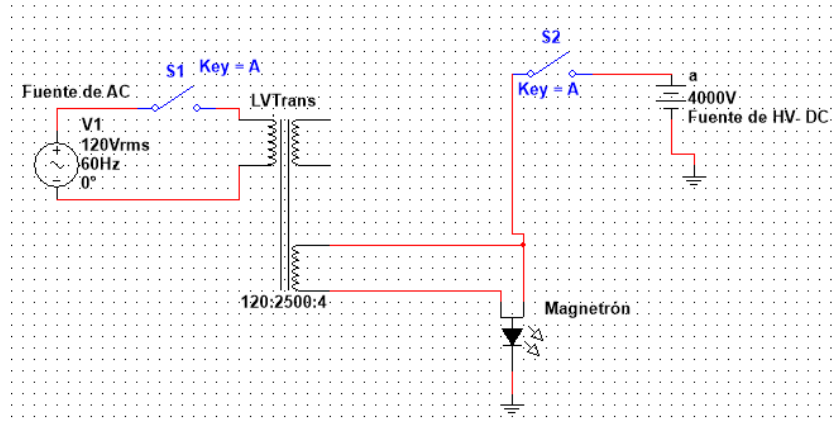 S2
S1 Key = A
Key = A
a
4000V
Fuente de HV- DC
Fuente de AC
LVTrans
V1
120Vrms
60Hz
0°
120:2500:4
Magnetrón